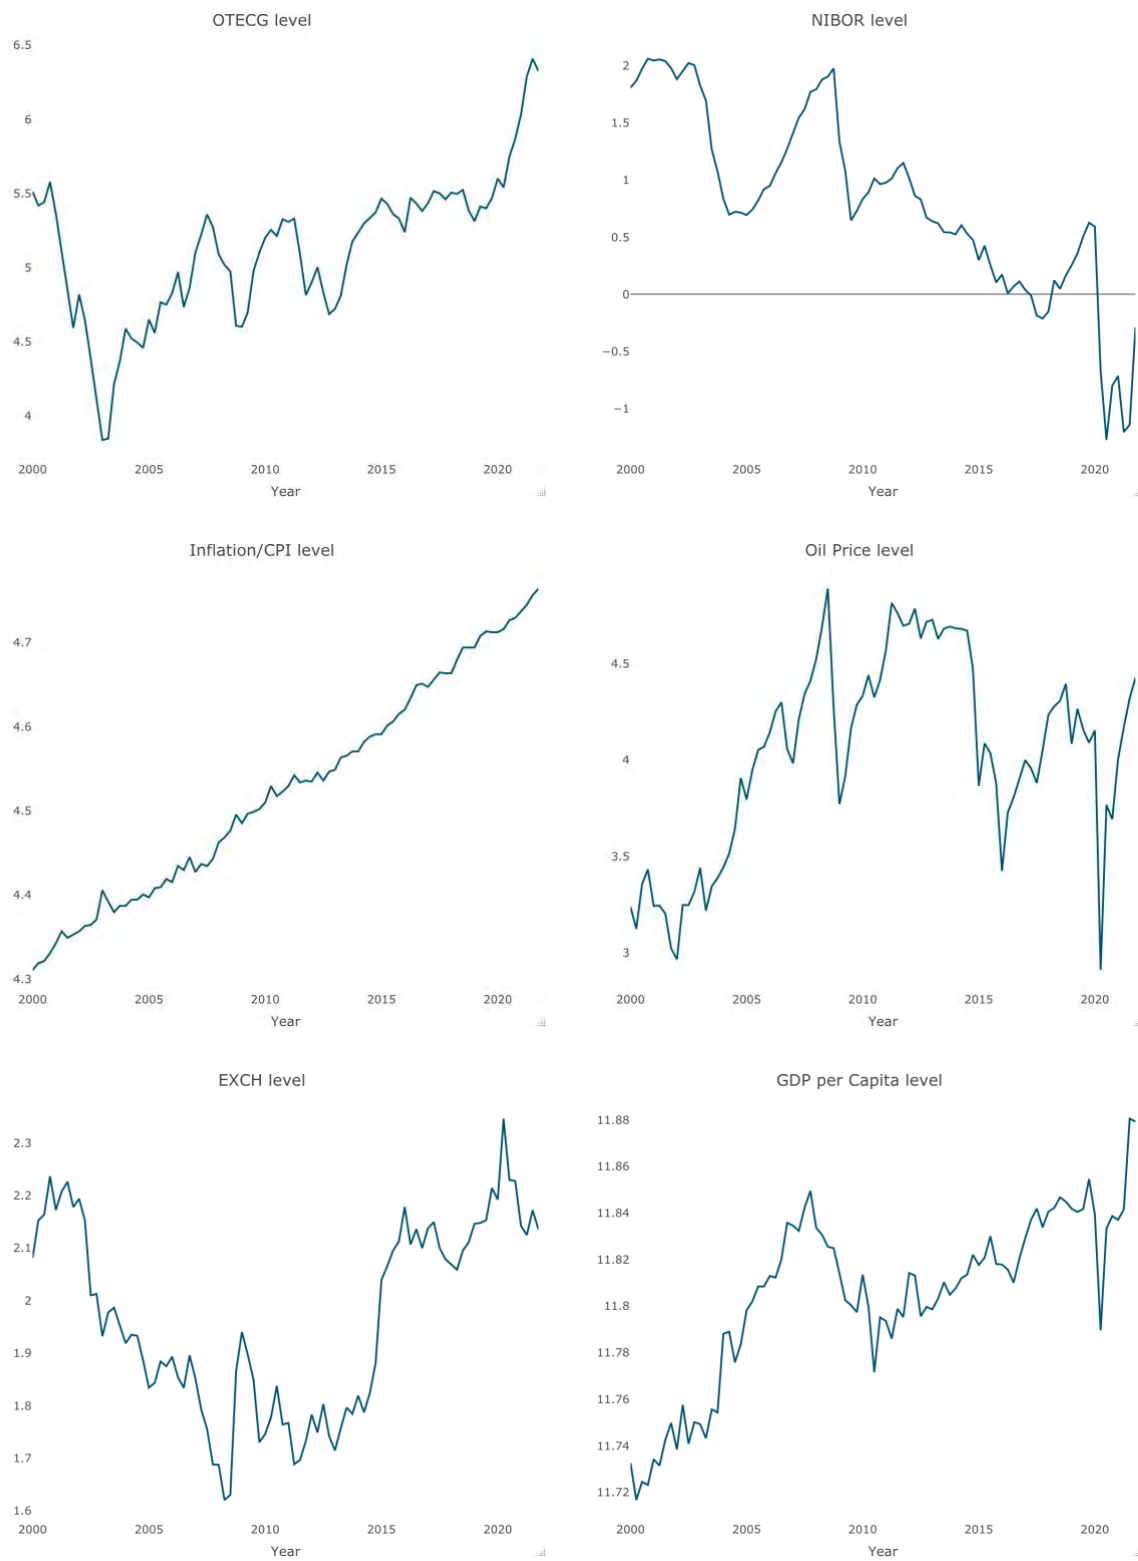 OTECG level
6.5
6
5.5
5
4.5
4
2000 2005 2010 2015 2020
Year
NIBOR level
2
1.5
1
0.5
0
−0.5
−1
2000 2005 2010 2015 2020
Year
Inflation/CPI level
4.7
4.6
4.5
4.4
4.3
2000 2005 2010 2015 2020
Year
Oil Price level
4.5
4
3.5
3
2000 2005 2010 2015 2020
Year
EXCH level
2.3
2.2
2.1
2
1.9
1.8
1.7
1.6
2000 2005 2010 2015 2020
Year
GDP per Capita level
11.88
11.86
11.84
11.82
11.8
11.78
11.76
11.74
11.72
2000 2005 2010 2015 2020
Year